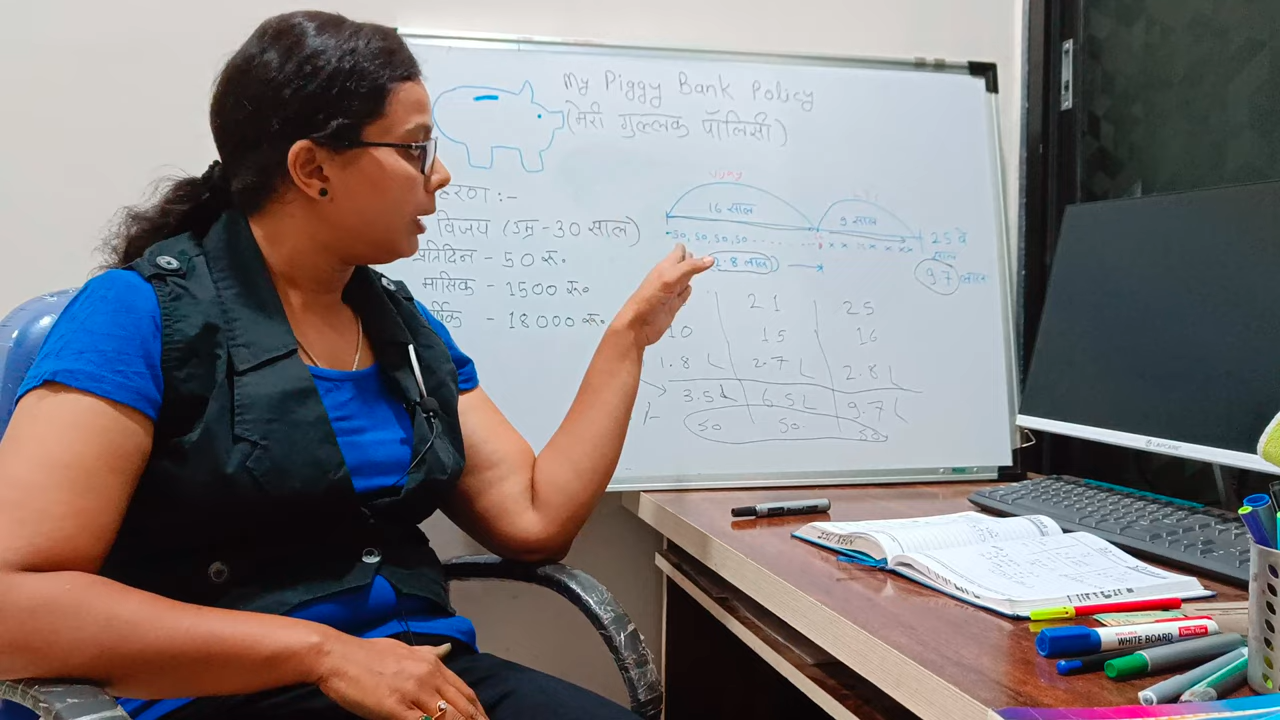 My Piggy Bank Policy
(मेरी गुल्लक पॉलिसी)
हरण :-
विजय (उम्र - 30 साल)
प्रतिदिन - 50 रु॰
मासिक - 1500 रु॰
र्षिक - 18000 रू॰
Vijay
16 साल 9 साल
50, 50, 50, 50 . . . . . . . x x x x x x x 25 वे
साल
2.8 लाख 9.7 लाख
21 25
10 15 16
1.8 L 2.7 L 2.8 L
3.5 L 6.5 L 9.7 L
50 50 50
WHITE BOARD